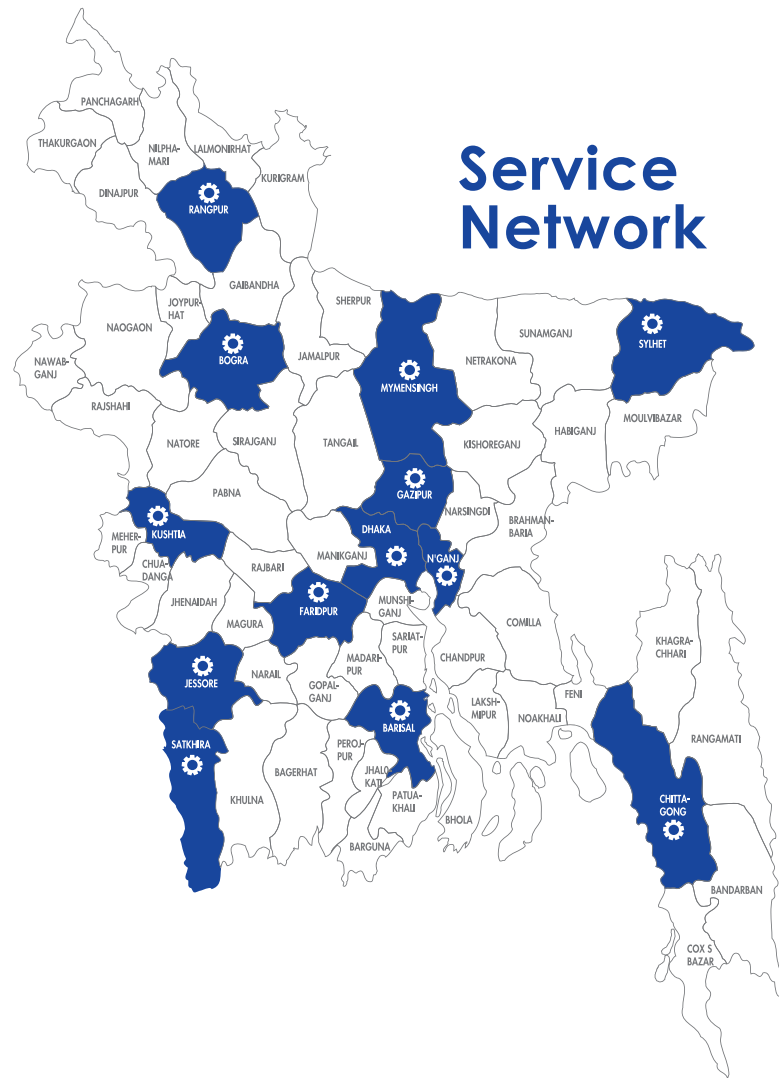 Service
Network
PANCHAGARH
THAKURGAON
NILPHA-
MARI
LALMONIRHAT
DINAJPUR
KURIGRAM
RANGPUR
GAIBANDHA
JOYPUR-
HAT
SHERPUR
NAOGAON
SUNAMGANJ
SYLHET
NAWAB-
GANJ
BOGRA
JAMALPUR
NETRAKONA
MYMENSINGH
RAJSHAHI
MOULVIBAZAR
NATORE
SIRAJGANJ
TANGAIL
KISHOREGANJ
HABIGANJ
PABNA
GAZIPUR
NARSINGDI
BRAHMAN-
BARIA
KUSHTIA
MEHER-
PUR
DHAKA
MANIKGANJ
N'GANJ
CHUA-
DANGA
RAJBARI
JHENAIDAH
MUNSHI-
GANJ
FARIDPUR
MAGURA
COMILLA
SARIAT-
PUR
KHAGRA-
CHHARI
MADARI-
PUR
CHANDPUR
NARAIL
JESSORE
GOPAL-
GANJ
FENI
LAKSH-
MIPUR
NOAKHALI
BARISAL
RANGAMATI
SATKHIRA
PEROJ-
PUR
BAGERHAT
JHALO
KATI
KHULNA
PATUA-
KHALI
CHITTA-
GONG
BHOLA
BARGUNA
BANDARBAN
COX S
BAZAR